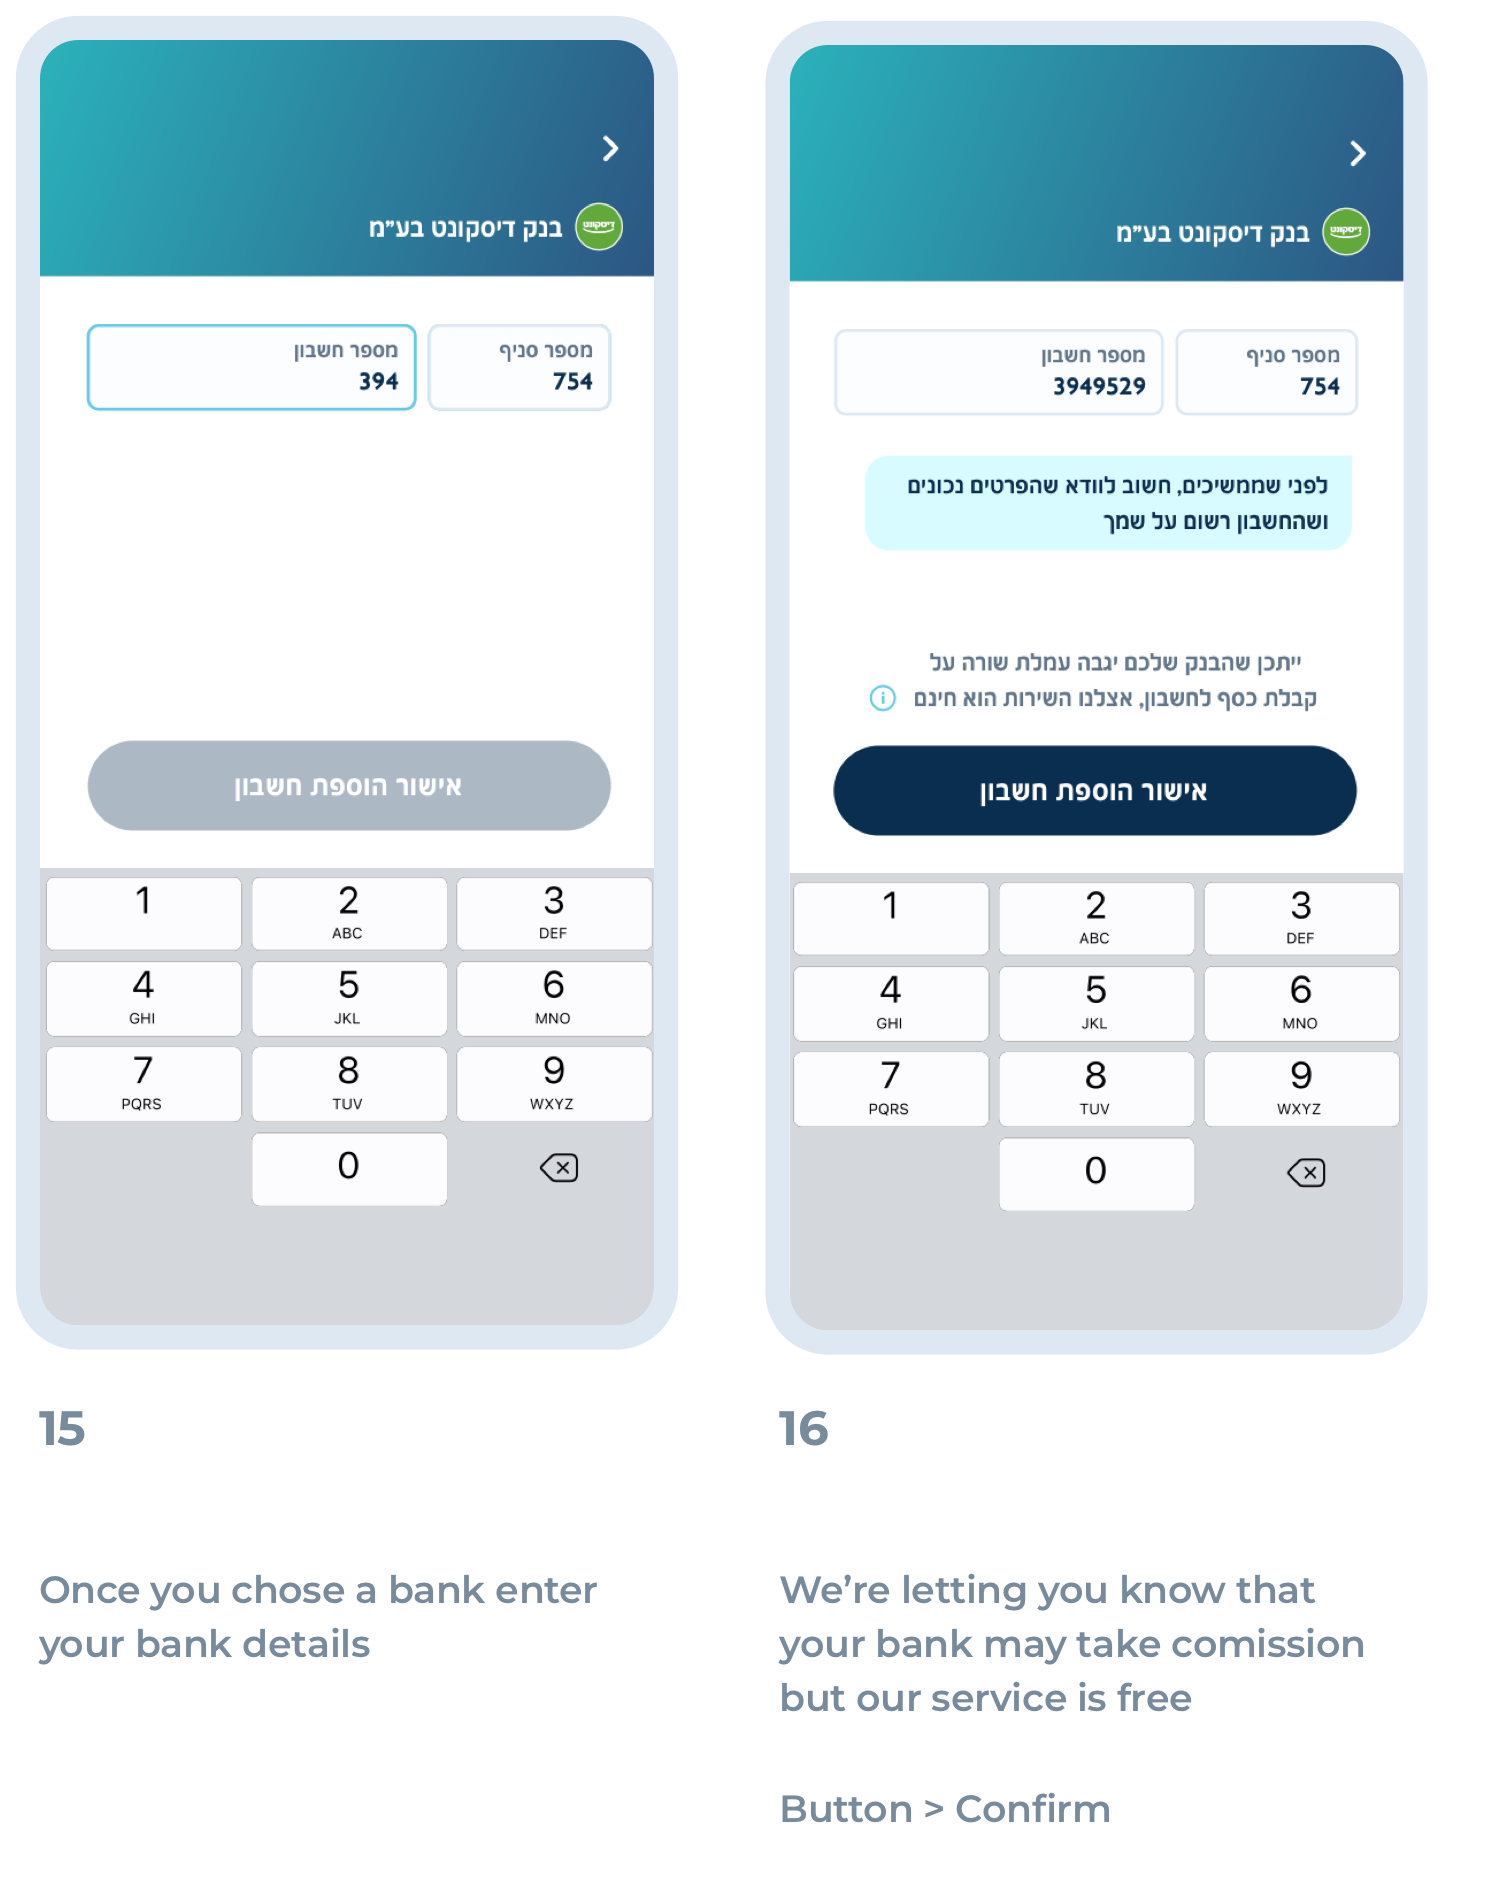 דיסקונט
בנק דיסקונט בע״מ
מספר סניף
754
מספר חשבון
394
אישור הוספת חשבון
1
2
ABC
3
DEF
4
GHI
5
JKL
6
MNO
7
PQRS
8
TUV
9
WXYZ
0
15
Once you chose a bank enter
your bank details
דיסקונט
בנק דיסקונט בע״מ
מספר סניף
754
מספר חשבון
3949529
לפני שממשיכים, חשוב לוודא שהפרטים נכונים
ושהחשבון רשום על שמך
ייתכן שהבנק שלכם יגבה עמלת שורה על
קבלת כסף לחשבון, אצלנו השירות הוא חינם
אישור הוספת חשבון
1
2
ABC
3
DEF
4
GHI
5
JKL
6
MNO
7
PQRS
8
TUV
9
WXYZ
0
16
We’re letting you know that
your bank may take comission
but our service is free
Button > Confirm